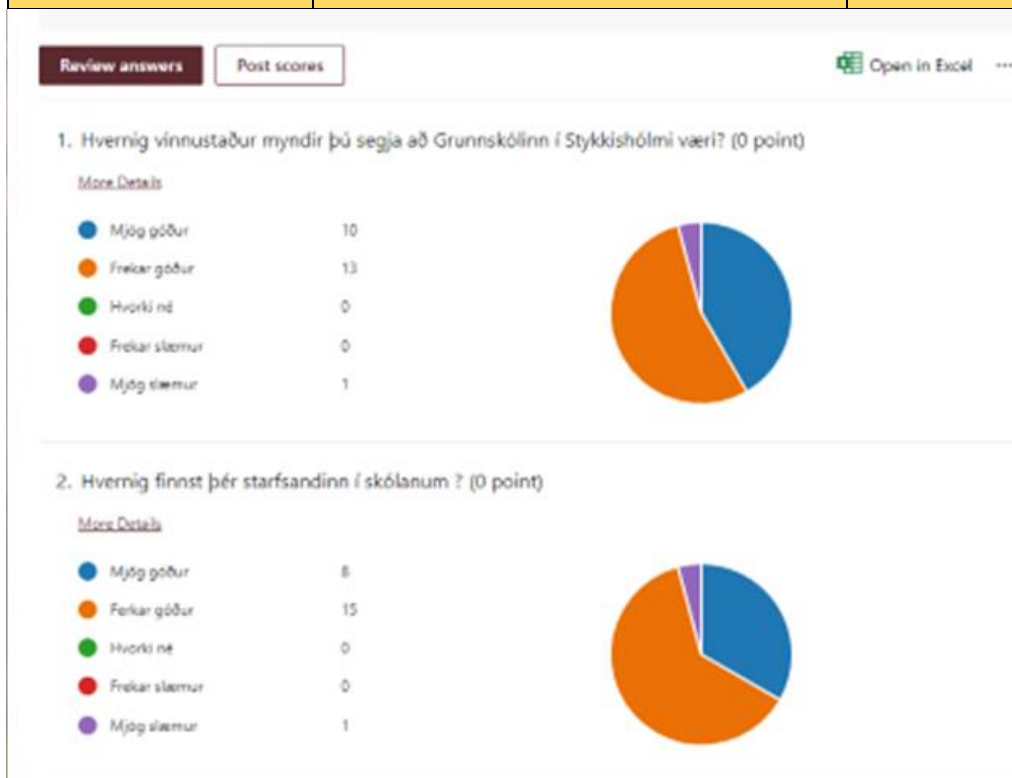 Review answers
Post scores
Open in Excel
1. Hvernig vinnustaður myndir þú segja að Grunnskólinn í Stykkishólmi væri? (0 point)
More Details
Mjög góður 10
Frekar góður 13
Hvorki né 0
Frekar slæmur 0
Mjög slæmur 1
2. Hvernig finnst þér starfsandinn í skólanum ? (0 point)
More Details
Mjög góður 8
Ferkar góður 15
Hvorki né 0
Frekar slæmur 0
Mjög slæmur 1